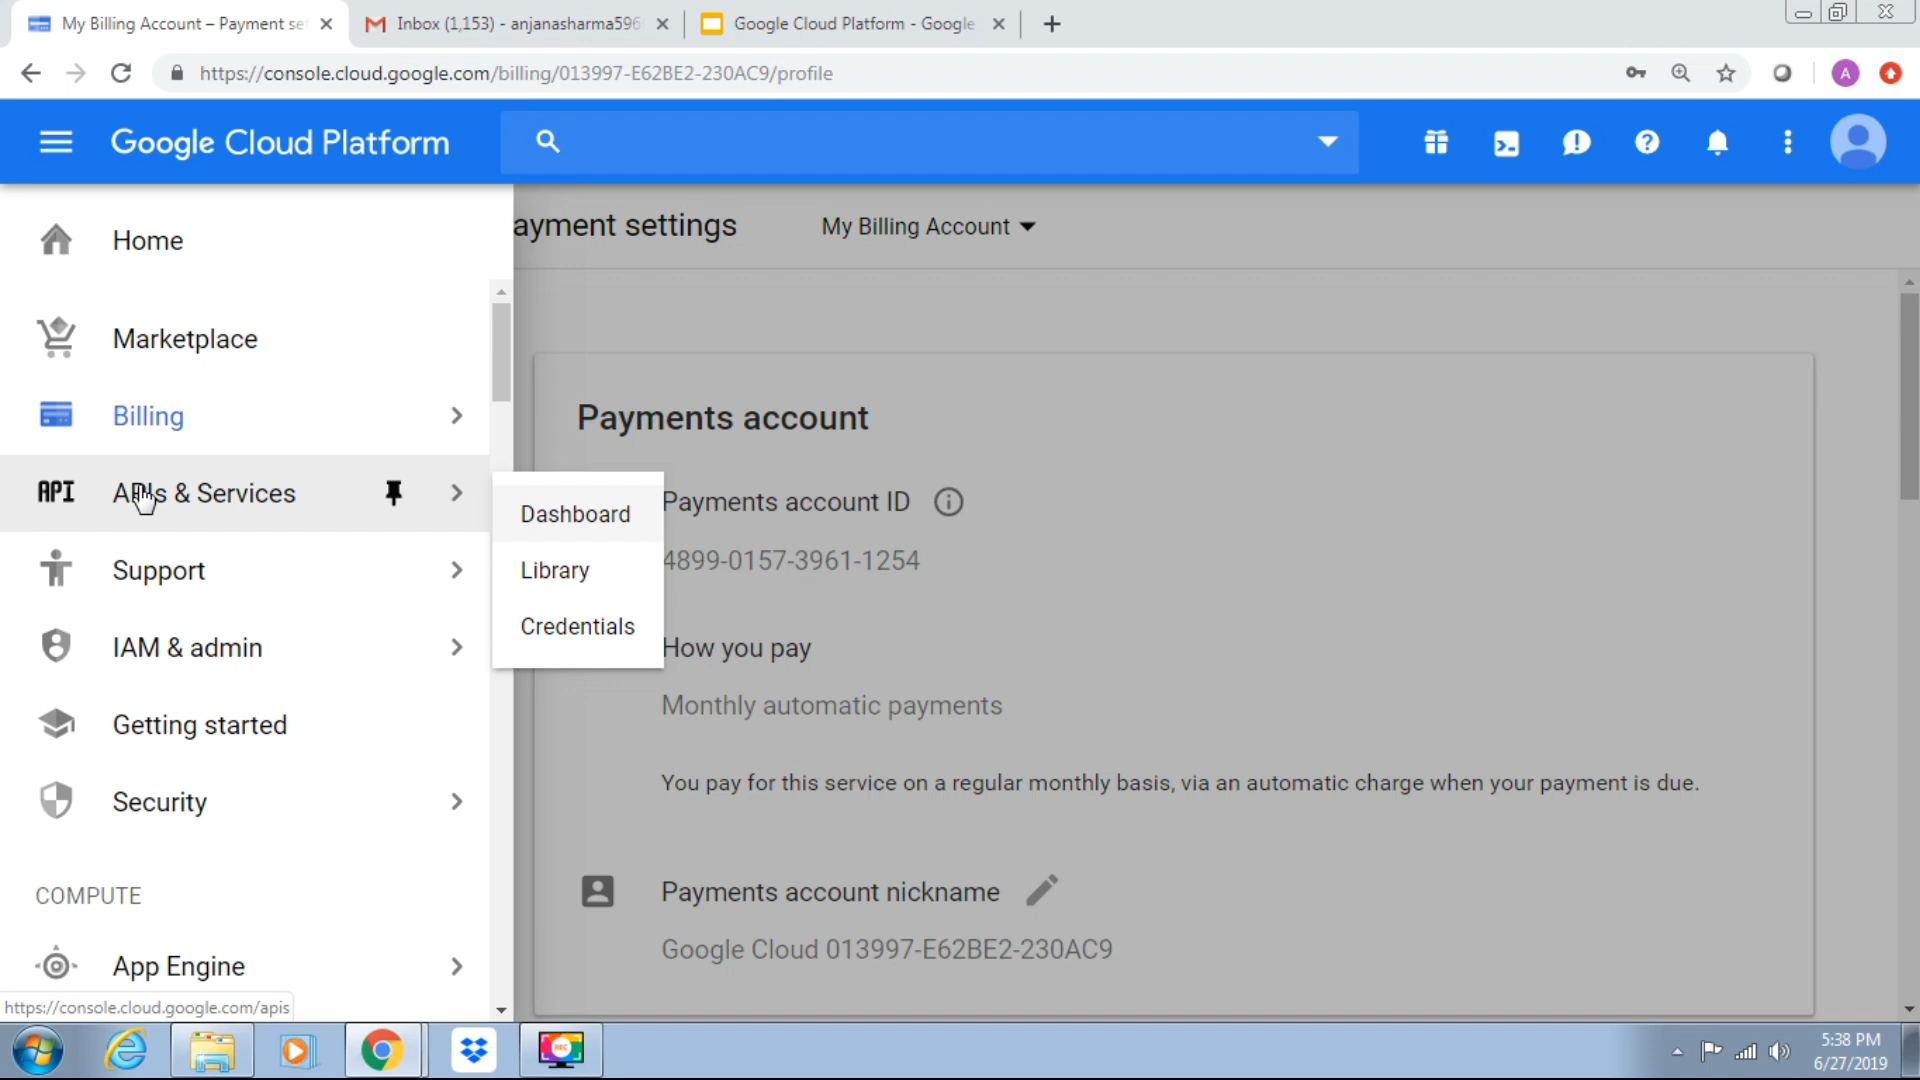 My Billing Account – Payment se
Inbox (1,153) - anjanasharma596
Google Cloud Platform - Google
https://console.cloud.google.com/billing/013997-E62BE2-230AC9/profile
A
Google Cloud Platform
ayment settings
My Billing Account
Home
Marketplace
Billing
API
APIs & Services
Support
IAM & admin
Getting started
Security
COMPUTE
App Engine
Dashboard
Library
Credentials
Payments account
Payments account ID
4899-0157-3961-1254
How you pay
Monthly automatic payments
You pay for this service on a regular monthly basis, via an automatic charge when your payment is due.
Payments account nickname
Google Cloud 013997-E62BE2-230AC9
https://console.cloud.google.com/apis
REC
5:38 PM
6/27/2019